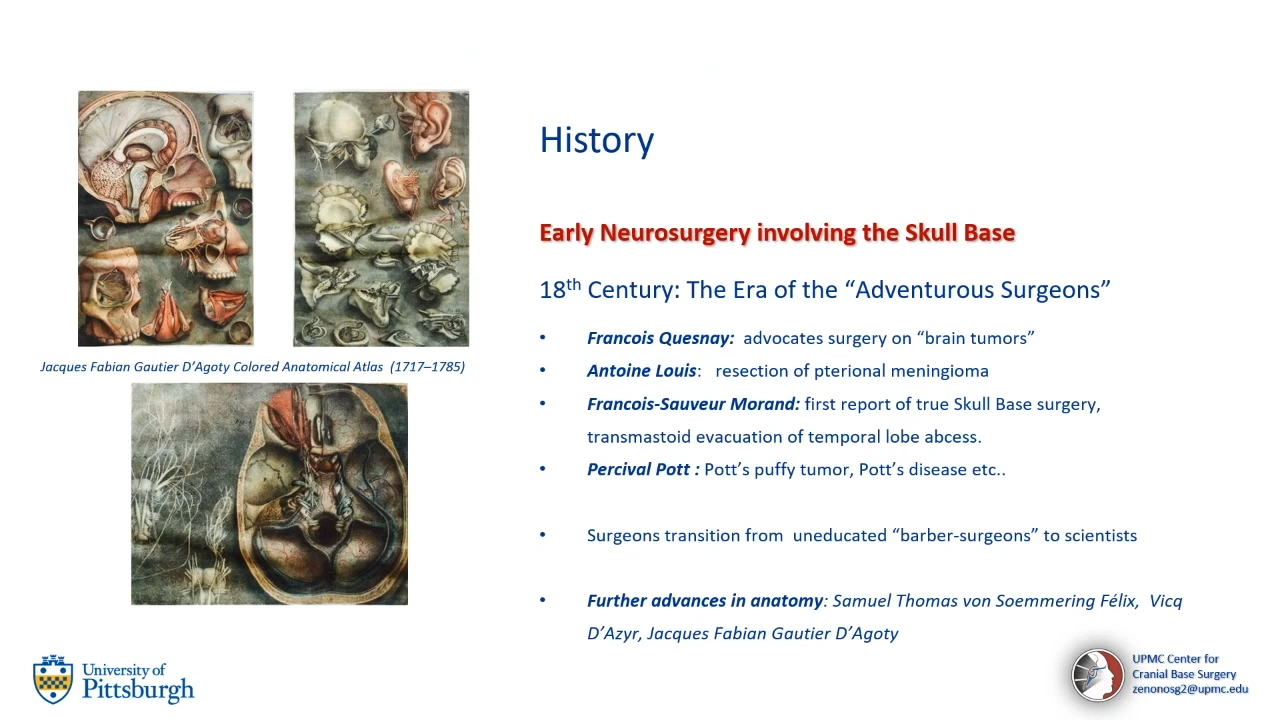 History
Early Neurosurgery involving the Skull Base
18th Century: The Era of the “Adventurous Surgeons”
• Francois Quesnay: advocates surgery on “brain tumors”
• Antoine Louis: resection of pterional meningioma
• Francois-Sauveur Morand: first report of true Skull Base surgery,
transmastoid evacuation of temporal lobe abcess.
• Percival Pott : Pott’s puffy tumor, Pott’s disease etc..
• Surgeons transition from uneducated “barber-surgeons” to scientists
• Further advances in anatomy: Samuel Thomas von Soemmering Félix, Vicq
D’Azyr, Jacques Fabian Gautier D’Agoty
Jacques Fabian Gautier D’Agoty Colored Anatomical Atlas (1717–1785)
University of
Pittsburgh
UPMC Center for
Cranial Base Surgery
zenonosg2@upmc.edu